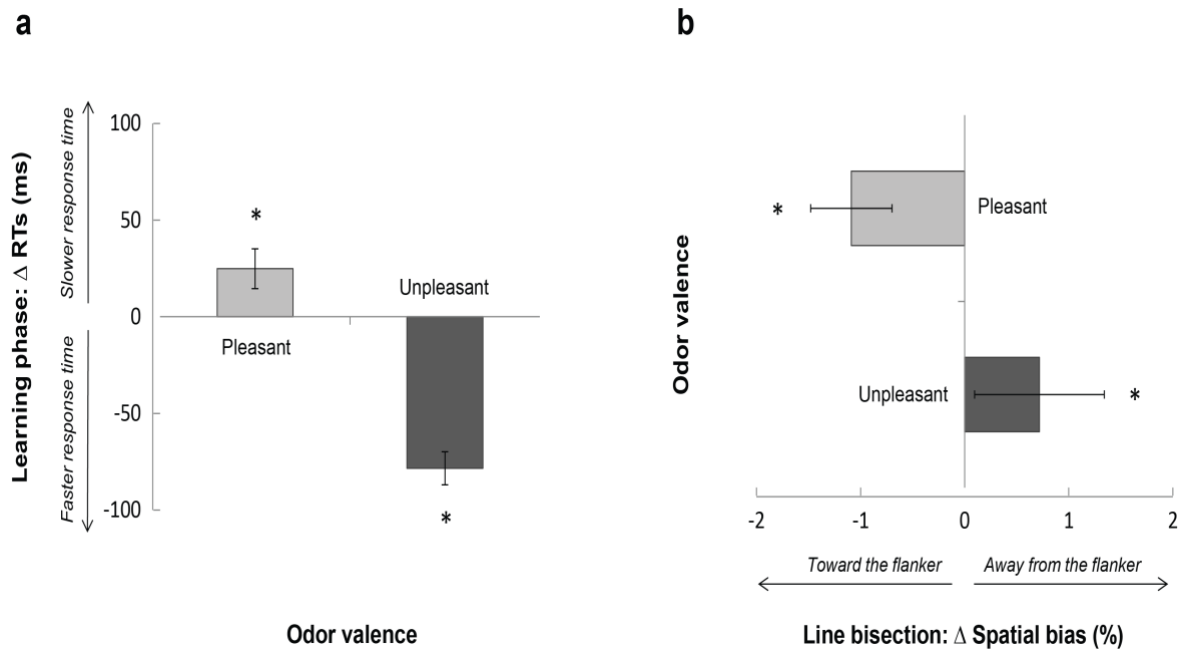 a
Learning phase: Δ RTs (ms)
Slower response time
Faster response time
100
50
0
-50
-100
*
Unpleasant
Pleasant
*
Odor valence
b
Odor valence
*
Pleasant
Unpleasant
*
-2 -1 0 1 2
Toward the flanker Away from the flanker
Line bisection: Δ Spatial bias (%)